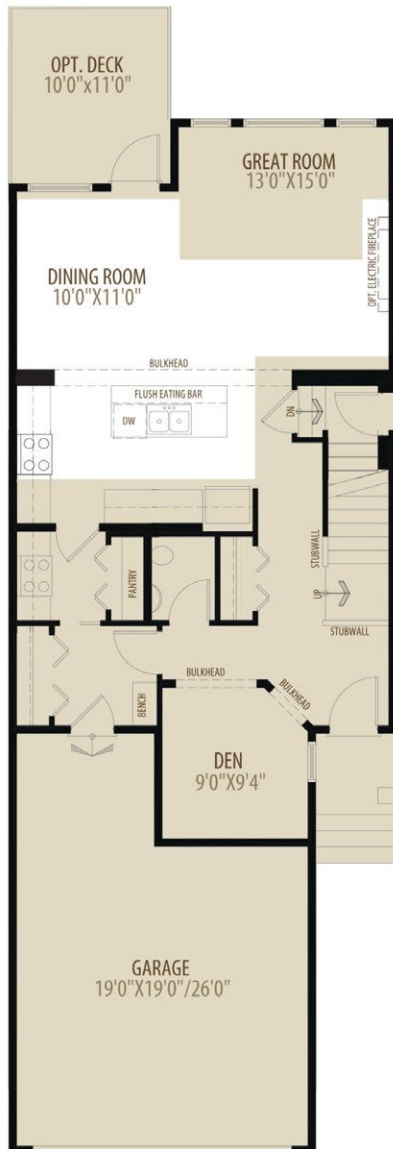 OPT. DECK
10'0"x11'0"
GREAT ROOM
13'0"X15'0"
OPT. ELECTRIC FIREPLACE
DINING ROOM
10'0"X11'0"
BULKHEAD
FLUSH EATING BAR
DW
DN
PANTRY
STUBWALL
UP
STUBWALL
BULKHEAD
BULKHEAD
BENCH
DEN
9'0"X9'4"
GARAGE
19'0"X19'0"/26'0"